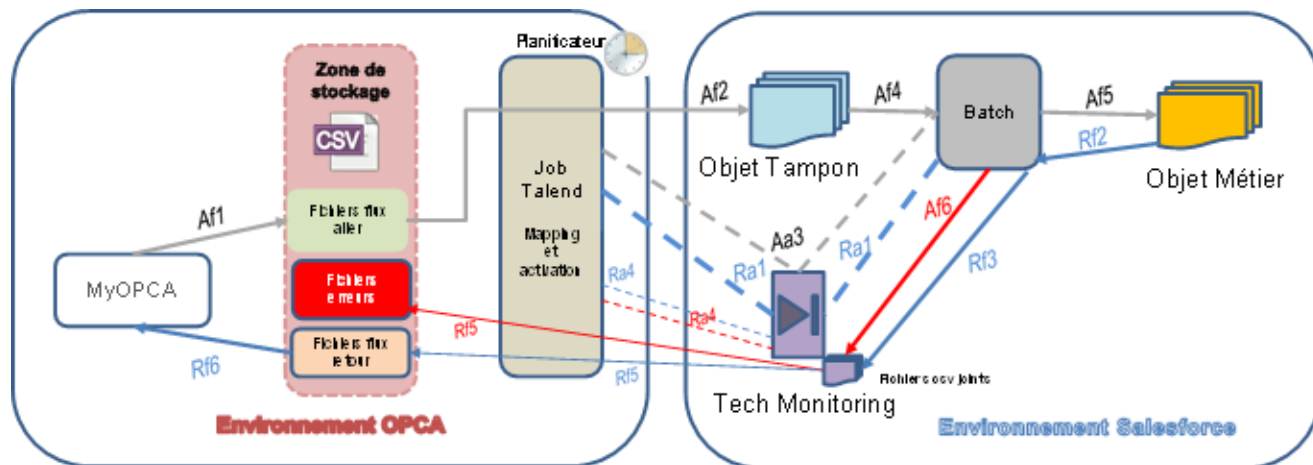 Planificateur
Zone de
stockage
CSV
Fichiers flux
aller
Fichiers
erreurs
Fichiers flux
retour
MyOPCA
Af1
Rf6
Job
Talend
Mapping
et
activation
Af2
Objet Tampon
Af4
Batch
Af5
Rf2
Objet Métier
Af6
Rf3
Aa3
Ra1
Ra1
Ra4
Ra4
Rf5
Rf5
Fichiers csv joints
Tech Monitoring
Environnement OPCA
Environnement Salesforce